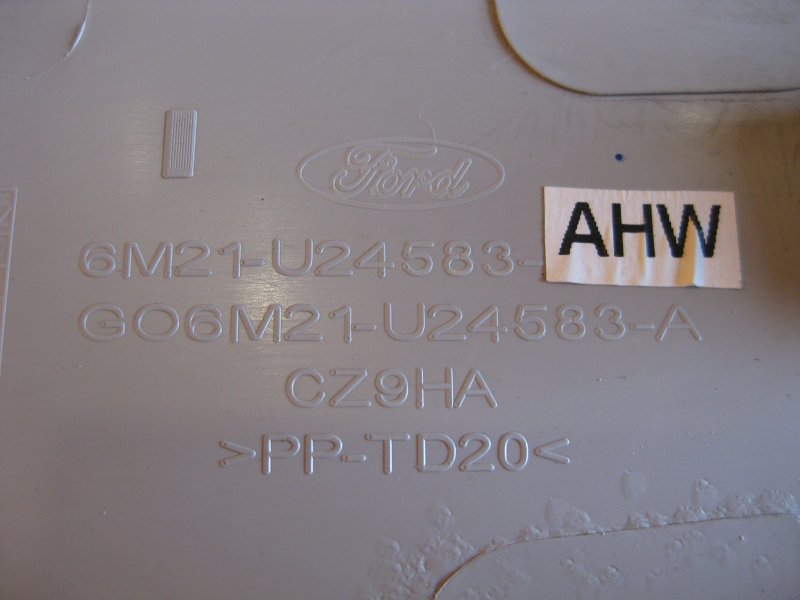 Ford
6M21-U24583-AHW
GO6M21-U24583-A
CZ9HA
>PP-TD20<